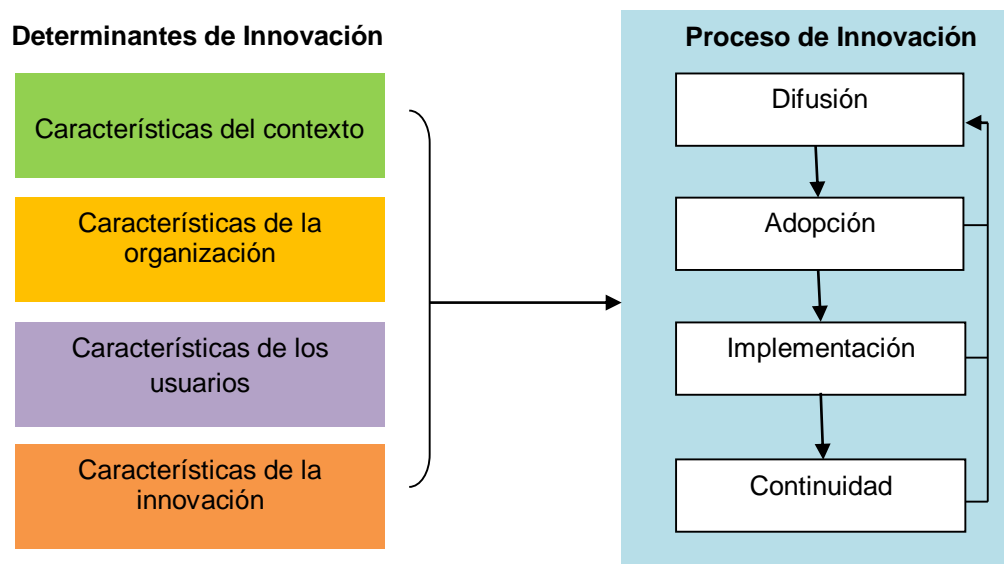 Determinantes de Innovación
Características del contexto
Características de la
organización
Características de los
usuarios
Características de la
innovación
Proceso de Innovación
Difusión
Adopción
Implementación
Continuidad